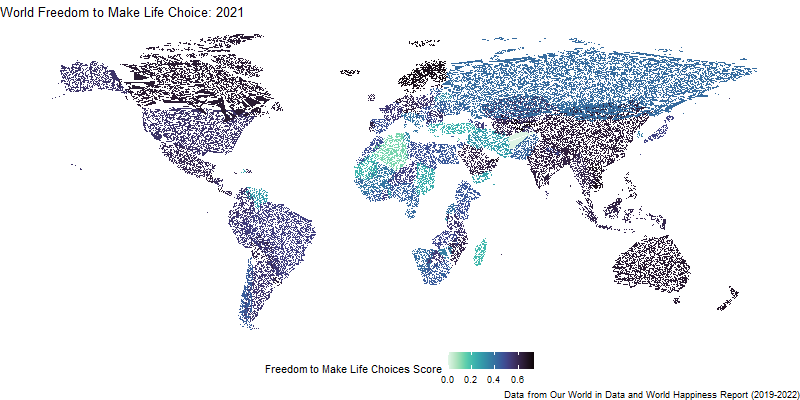 World Freedom to Make Life Choice: 2021
Freedom to Make Life Choices Score
0.0 0.2 0.4 0.6
Data from Our World in Data and World Happiness Report (2019-2022)